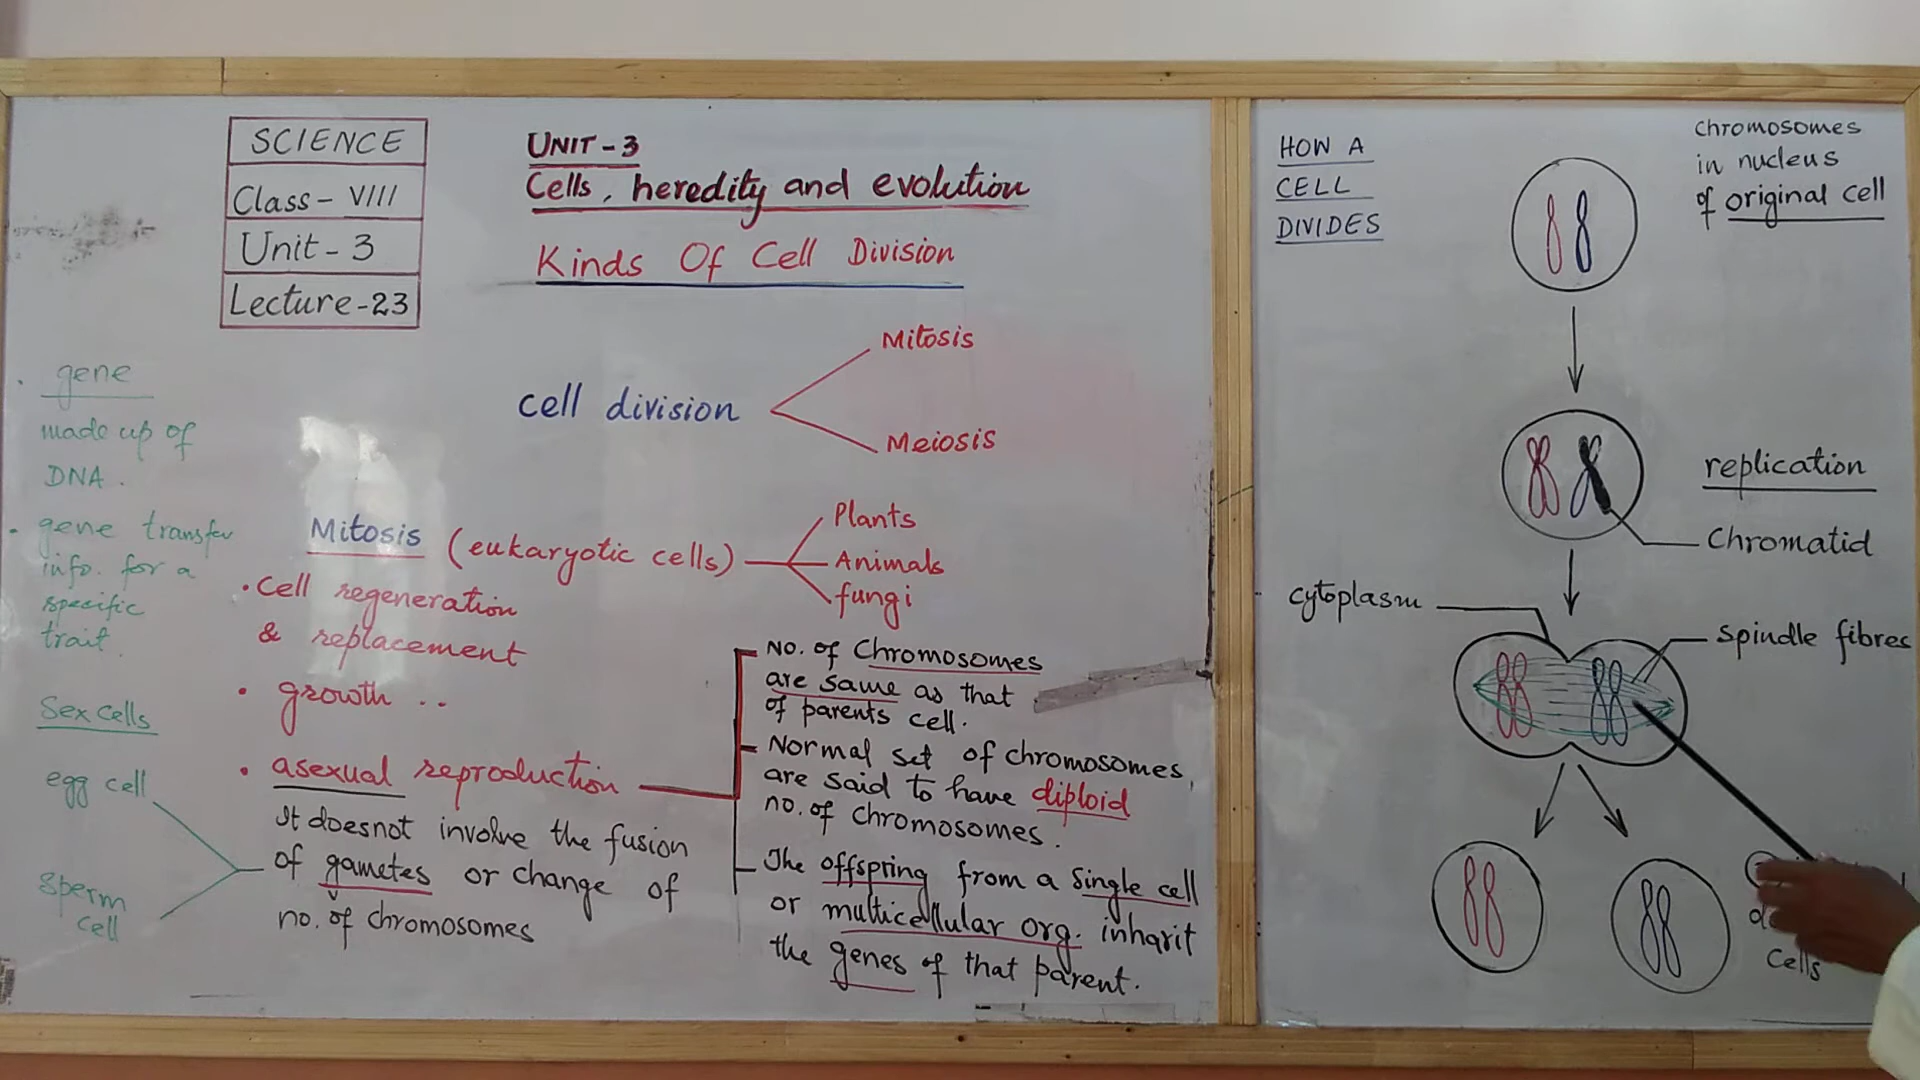 SCIENCE
Class - VIII
Unit - 3
Lecture - 23
UNIT - 3
Cells, heredity and evolution
Kinds Of Cell Division
cell division
Mitosis
Meiosis
. gene
made up of
DNA .
. gene transfer
info. for a
specific
trait.
Sex cells
egg cell
Sperm
cell
Mitosis (eukaryotic cells)
Plants
Animals
fungi
. Cell regeneration
& replacement
. growth ..
. asexual reproduction
It doesnot involve the fusion
of gametes or change of
no. of chromosomes
No. of Chromosomes
are same as that
of parents cell.
Normal set of chromosomes,
are said to have diploid
no. of chromosomes.
The offspring from a single cell
or multicellular org. inharit
the genes of that parent.
HOW A
CELL
DIVIDES
chromosomes
in nucleus
of original cell
replication
Chromatid
cytoplasm
spindle fibres
cells